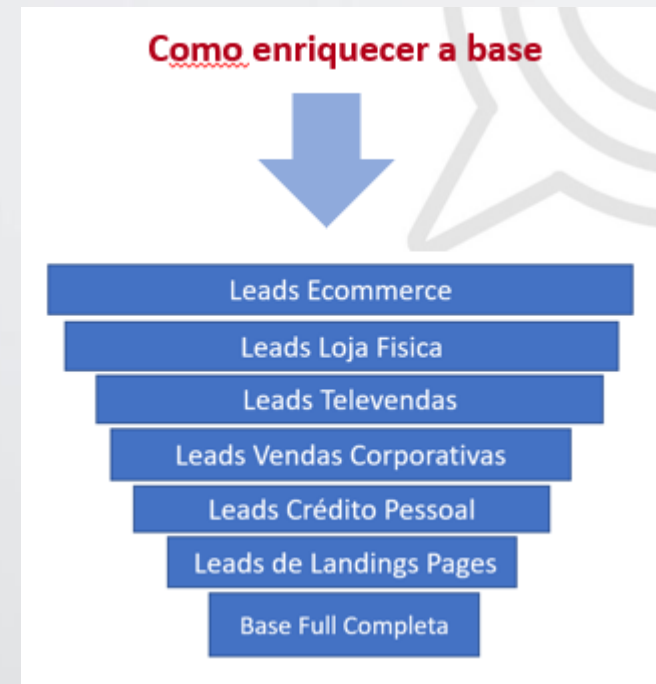 Como enriquecer a base
Leads Ecommerce
Leads Loja Fisica
Leads Televendas
Leads Vendas Corporativas
Leads Crédito Pessoal
Leads de Landings Pages
Base Full Completa